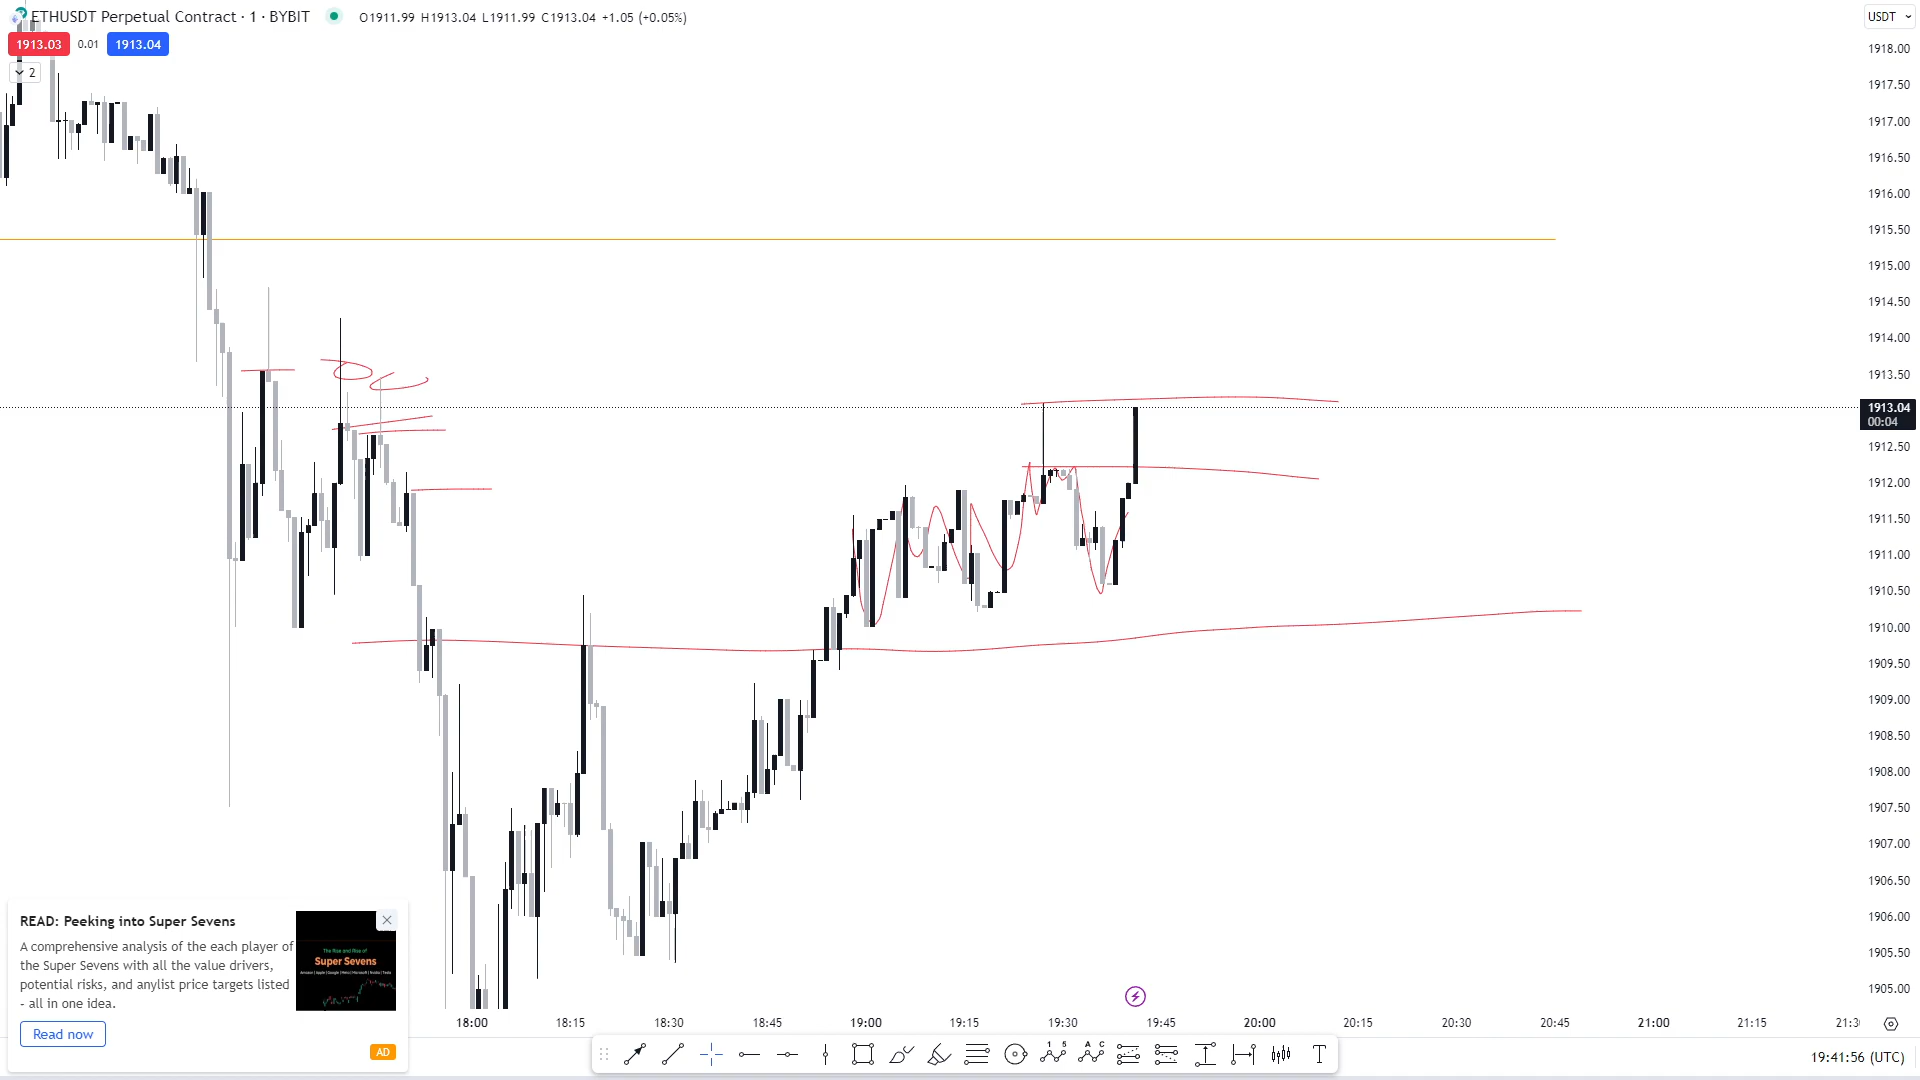 ETHUSDT Perpetual Contract · 1 · BYBIT O1911.99 H1913.04 L1911.99 C1913.04 +1.05 (+0.05%)
USDT
1913.03 0.01 1913.04
2
1918.00
1917.50
1917.00
1916.50
1916.00
1915.50
1915.00
1914.50
1914.00
1913.50
1913.04
00:04
1912.50
1912.00
1911.50
1911.00
1910.50
1910.00
1909.50
1909.00
1908.50
1908.00
1907.50
1907.00
1906.50
1906.00
1905.50
1905.00
READ: Peeking into Super Sevens
A comprehensive analysis of the each player of
the Super Sevens with all the value drivers,
potential risks, and anylist price targets listed
- all in one idea.
Read now
AD
The Rise and Rise of
Super Sevens
18:00 18:15 18:30 18:45 19:00 19:15 19:30 19:45 20:00 20:15 20:30 20:45 21:00 21:15
1 5
A C
T
19:41:56 (UTC)